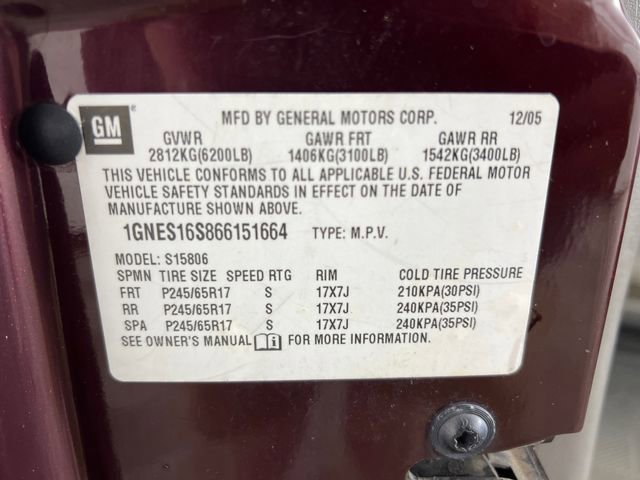 GM ® MFD BY GENERAL MOTORS CORP. 12/05
GVWR GAWR FRT GAWR RR
2812KG(6200LB) 1406KG(3100LB) 1542KG(3400LB)
THIS VEHICLE CONFORMS TO ALL APPLICABLE U.S. FEDERAL MOTOR
VEHICLE SAFETY STANDARDS IN EFFECT ON THE DATE OF
MANUFACTURE SHOWN ABOVE.
1GNES16S866151664 TYPE: M.P.V.
MODEL: S15806
SPMN TIRE SIZE SPEED RTG RIM COLD TIRE PRESSURE
FRT P245/65R17 S 17X7J 210KPA(30PSI)
RR P245/65R17 S 17X7J 240KPA(35PSI)
SPA P245/65R17 S 17X7J 240KPA(35PSI)
SEE OWNER'S MANUAL FOR MORE INFORMATION.